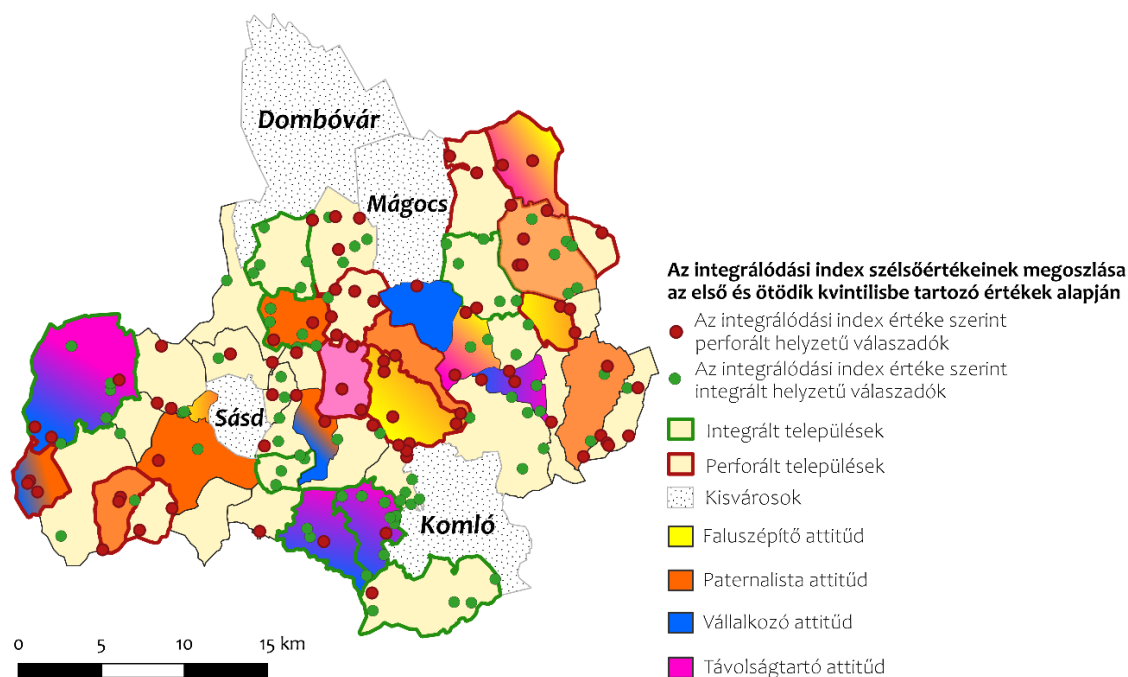 Dombóvár
Mágocs
Sásd
Komló
0 5 10 15 km
Az integrálódási index szélsőértékeinek megoszlása
az első és ötödik kvintilisbe tartozó értékek alapján
Az integrálódási index értéke szerint
perforált helyzetű válaszadók
Az integrálódási index értéke szerint
integrált helyzetű válaszadók
Integrált települések
Perforált települések
Kisvárosok
Faluszépítő attitűd
Paternalista attitűd
Vállalkozó attitűd
Távolságtartó attitűd